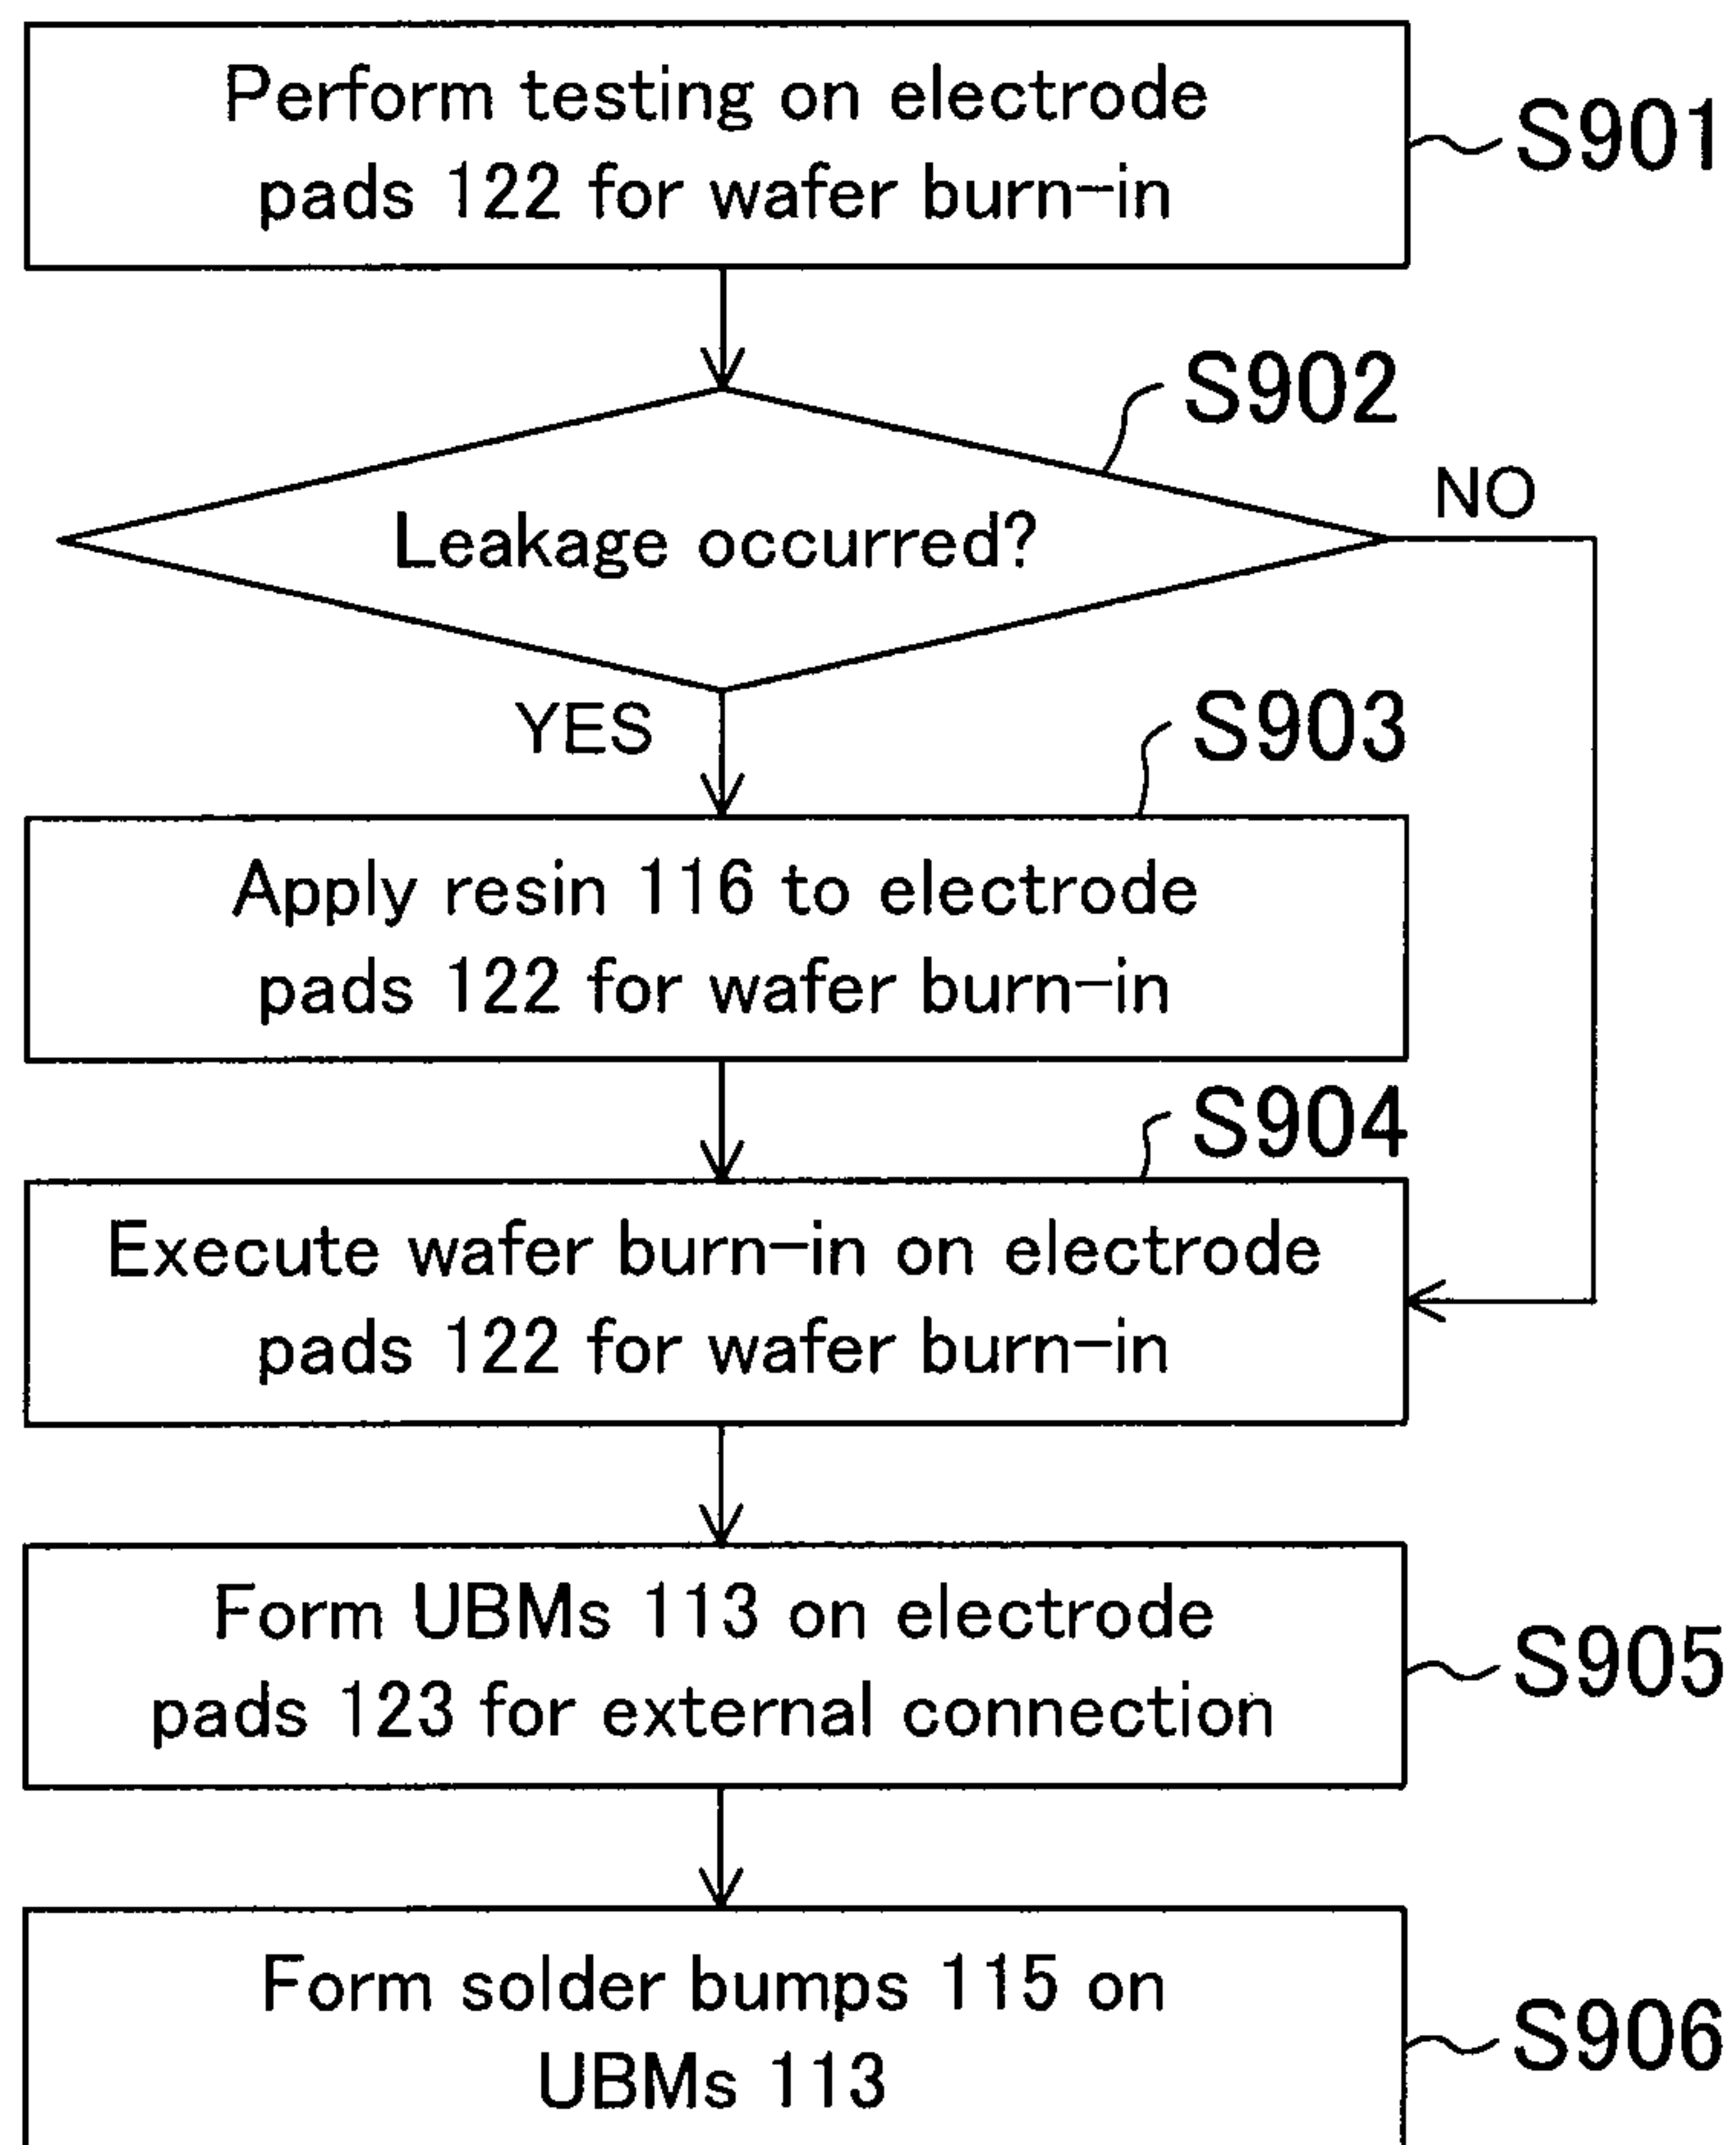 Perform testing on electrode
pads 122 for wafer burn-in
S901
S902
Leakage occurred?
NO
YES
S903
Apply resin 116 to electrode
pads 122 for wafer burn-in
S904
Execute wafer burn-in on electrode
pads 122 for wafer burn-in
Form UBMs 113 on electrode
pads 123 for external connection
S905
Form solder bumps 115 on
UBMs 113
S906